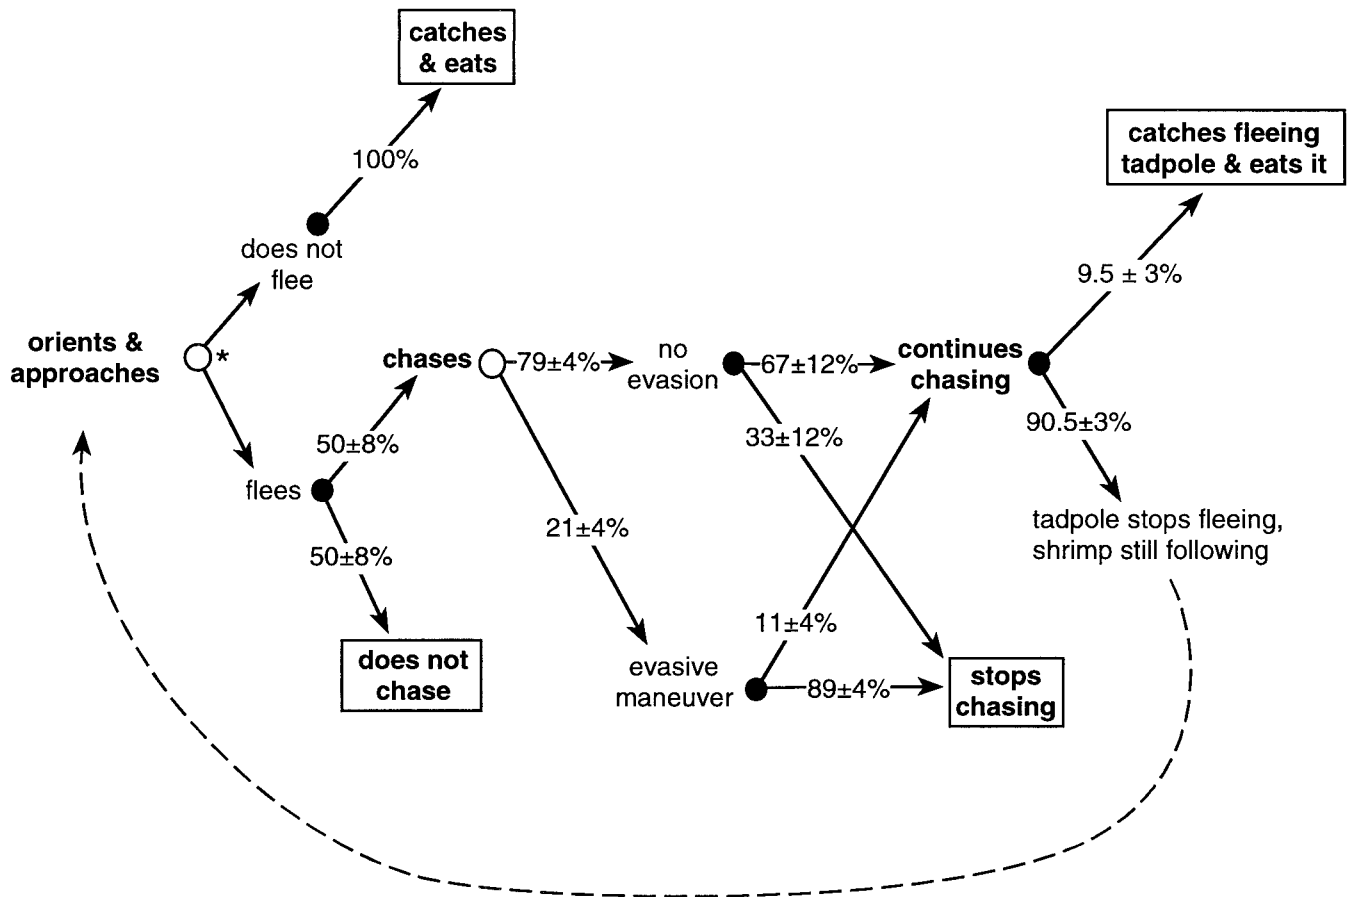 catches
& eats
100%
does not
flee
orients &
approaches
*
flees
50±8%
50±8%
does not
chase
chases
79±4%
21±4%
no
evasion
evasive
maneuver
67±12%
33±12%
11±4%
89±4%
continues
chasing
stops
chasing
9.5 ± 3%
90.5±3%
catches fleeing
tadpole & eats it
tadpole stops fleeing,
shrimp still following